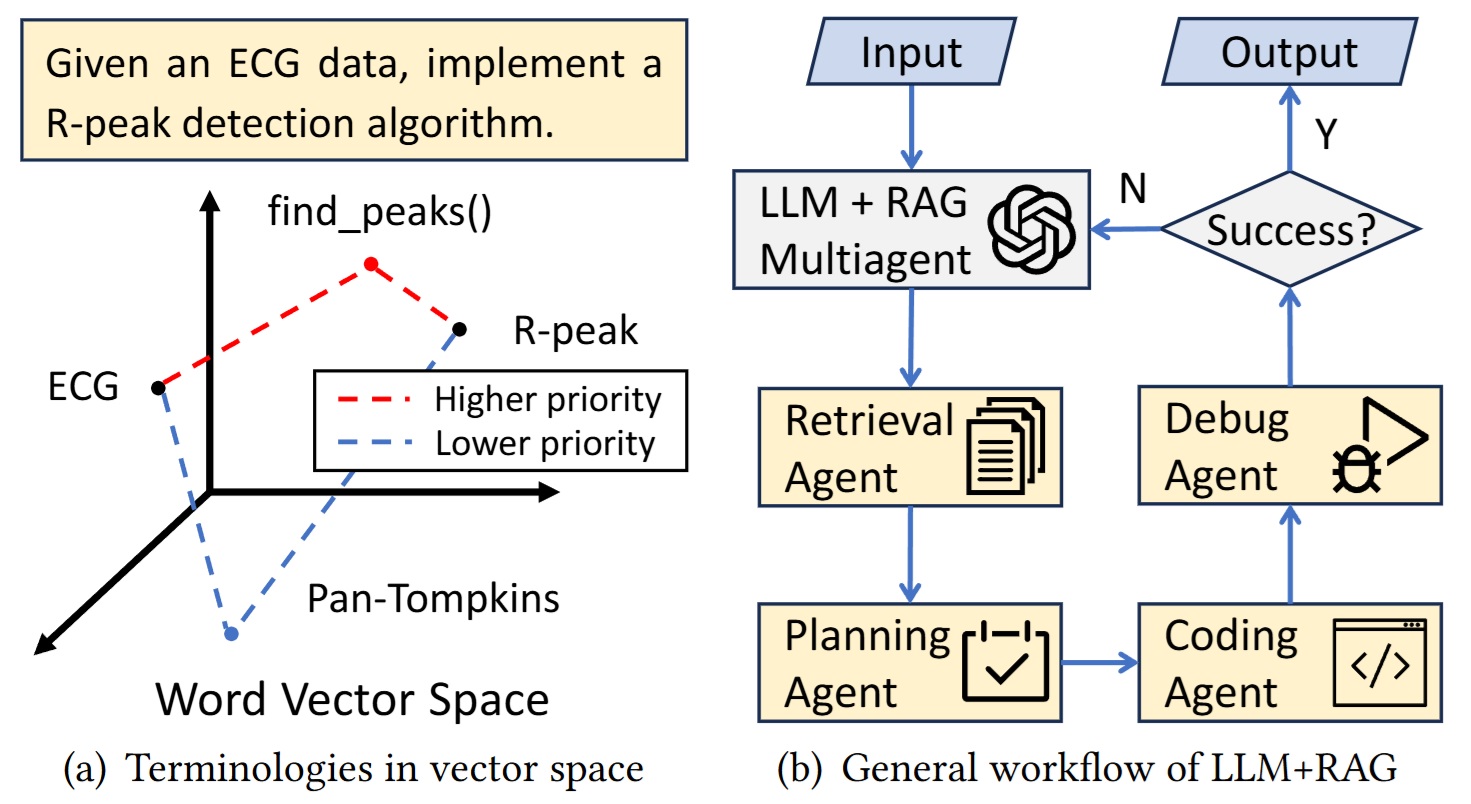 Given an ECG data, implement a
R-peak detection algorithm.
find_peaks()
R-peak
ECG
Higher priority
Lower priority
Pan-Tompkins
Word Vector Space
(a) Terminologies in vector space
Input
Output
Y
N
LLM + RAG
Multiagent
Success?
Retrieval
Agent
Debug
Agent
Planning
Agent
Coding
Agent
</>
(b) General workflow of LLM+RAG